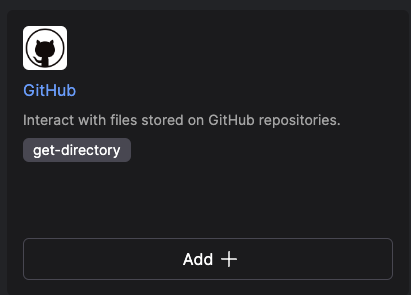 GitHub
Interact with files stored on GitHub repositories.
get-directory
Add +